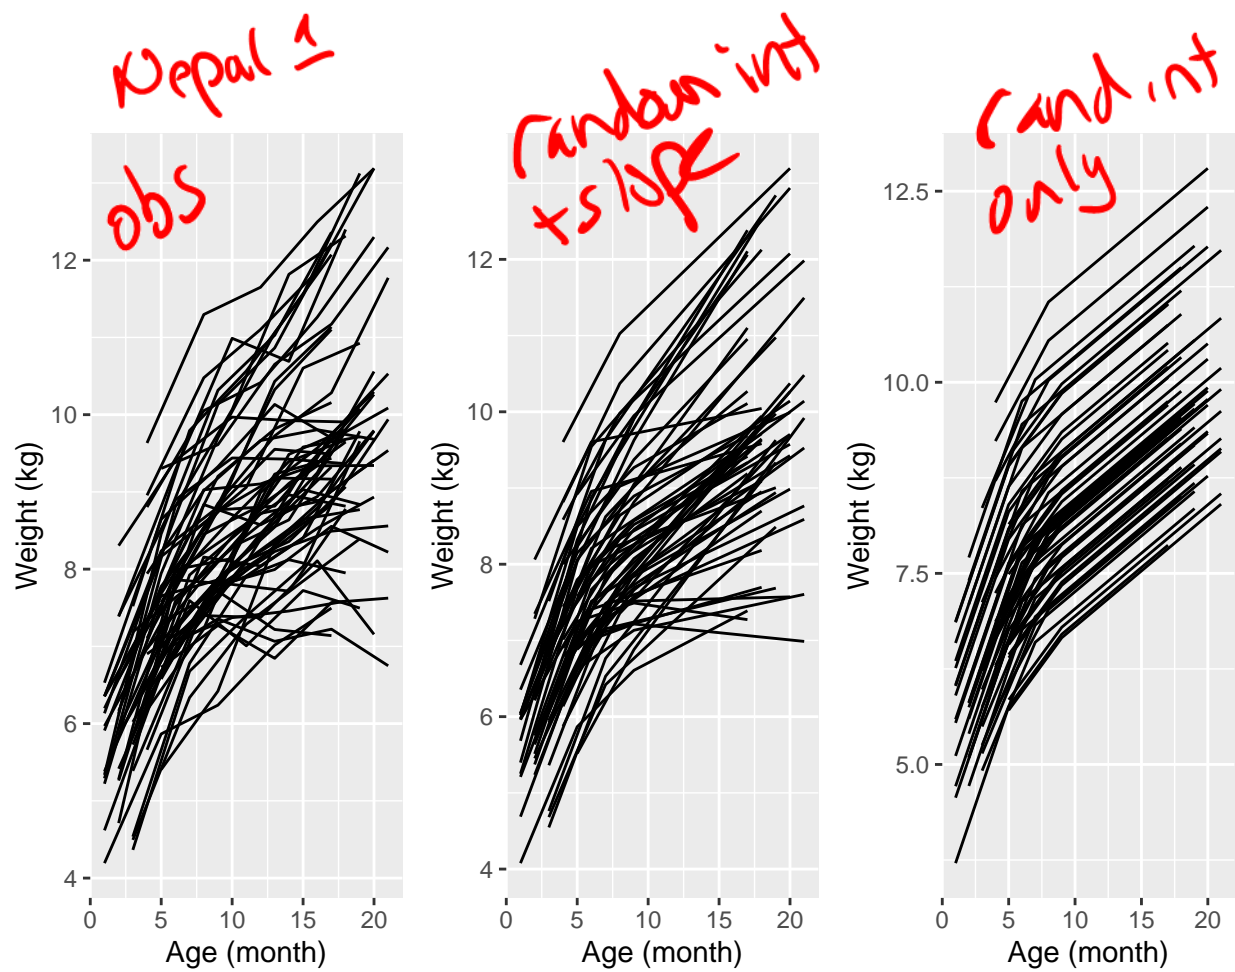 Nepal 1
obs
random int
+ slope
rand int
only
12
10
8
6
4
Weight (kg)
0 5 10 15 20
Age (month)
12
10
8
6
4
Weight (kg)
0 5 10 15 20
Age (month)
12.5
10.0
7.5
5.0
Weight (kg)
0 5 10 15 20
Age (month)